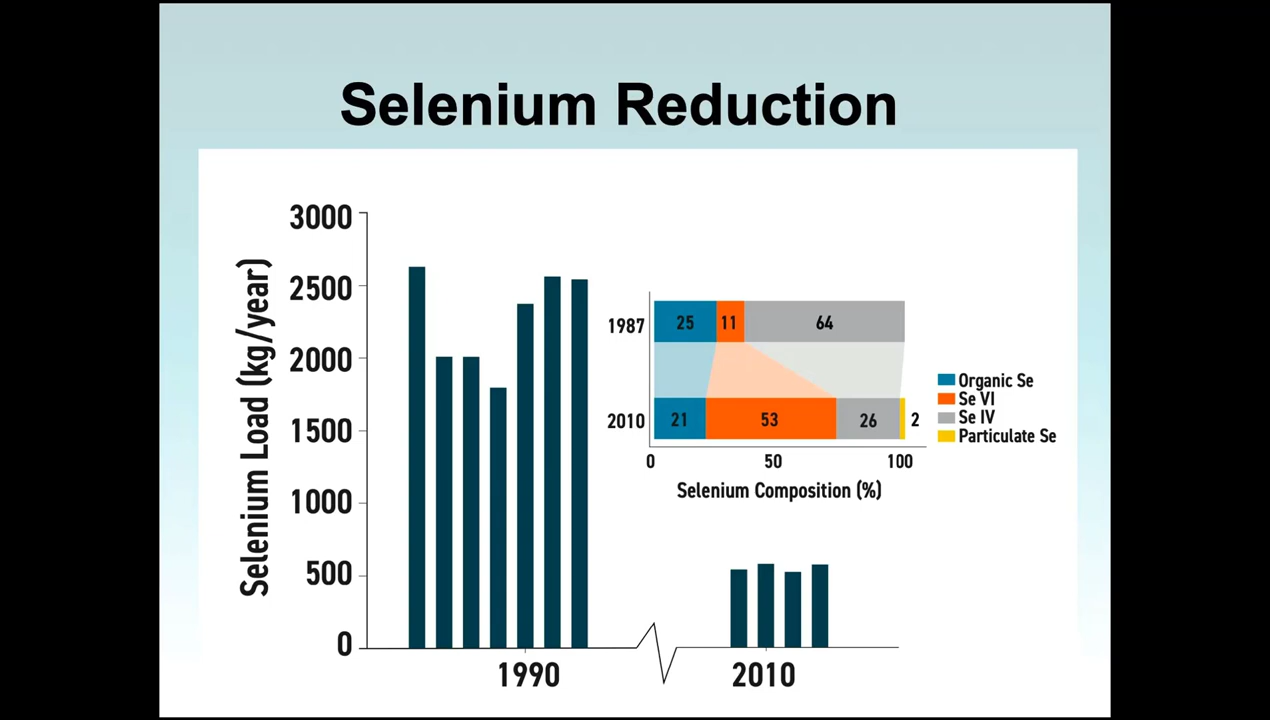 Selenium Reduction
Selenium Load (kg/year)
3000
2500
2000
1500
1000
500
0
1990
2010
1987
25 11 64
2010
21 53 26 2
0 50 100
Selenium Composition (%)
Organic Se
Se VI
Se IV
Particulate Se